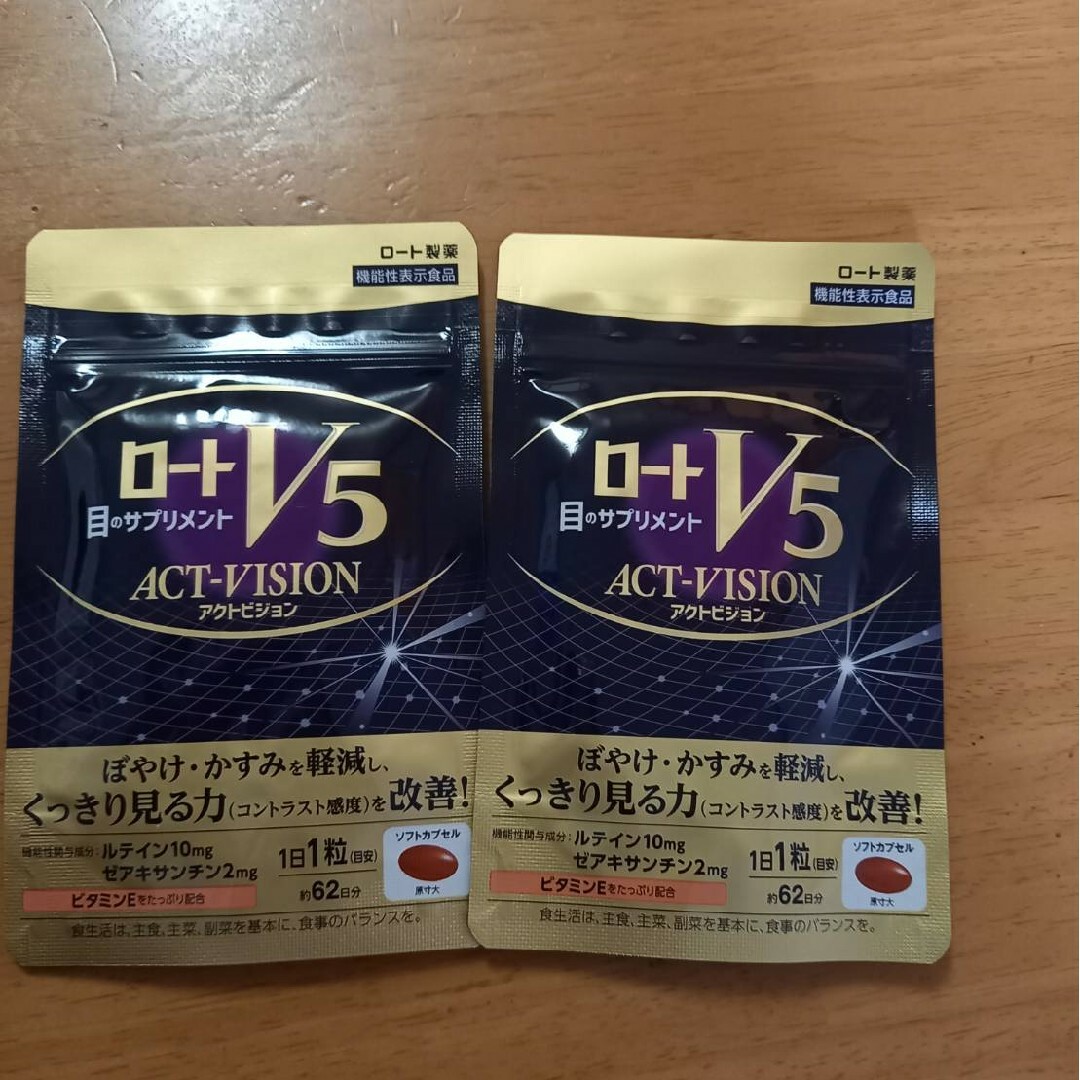 ロート製薬
機能性表示食品
ロートV5
目のサプリメント
ACT-VISION
アクトビジョン
ぼやけ・かすみを軽減し、
くっきり見る力(コントラスト感度)を改善!
機能性関与成分:ルテイン10mg
ゼアキサンチン2mg
ビタミンEをたっぷり配合
1日1粒(目安)
約62日分
ソフトカプセル
原寸大
食生活は、主食、主菜、副菜を基本に、食事のバランスを。
ロート製薬
機能性表示食品
ロートV5
目のサプリメント
ACT-VISION
アクトビジョン
ぼやけ・かすみを軽減し、
くっきり見る力(コントラスト感度)を改善!
機能性関与成分:ルテイン10mg
ゼアキサンチン2mg
ビタミンEをたっぷり配合
1日1粒(目安)
約62日分
ソフトカプセル
原寸大
食生活は、主食、主菜、副菜を基本に、食事のバランスを。